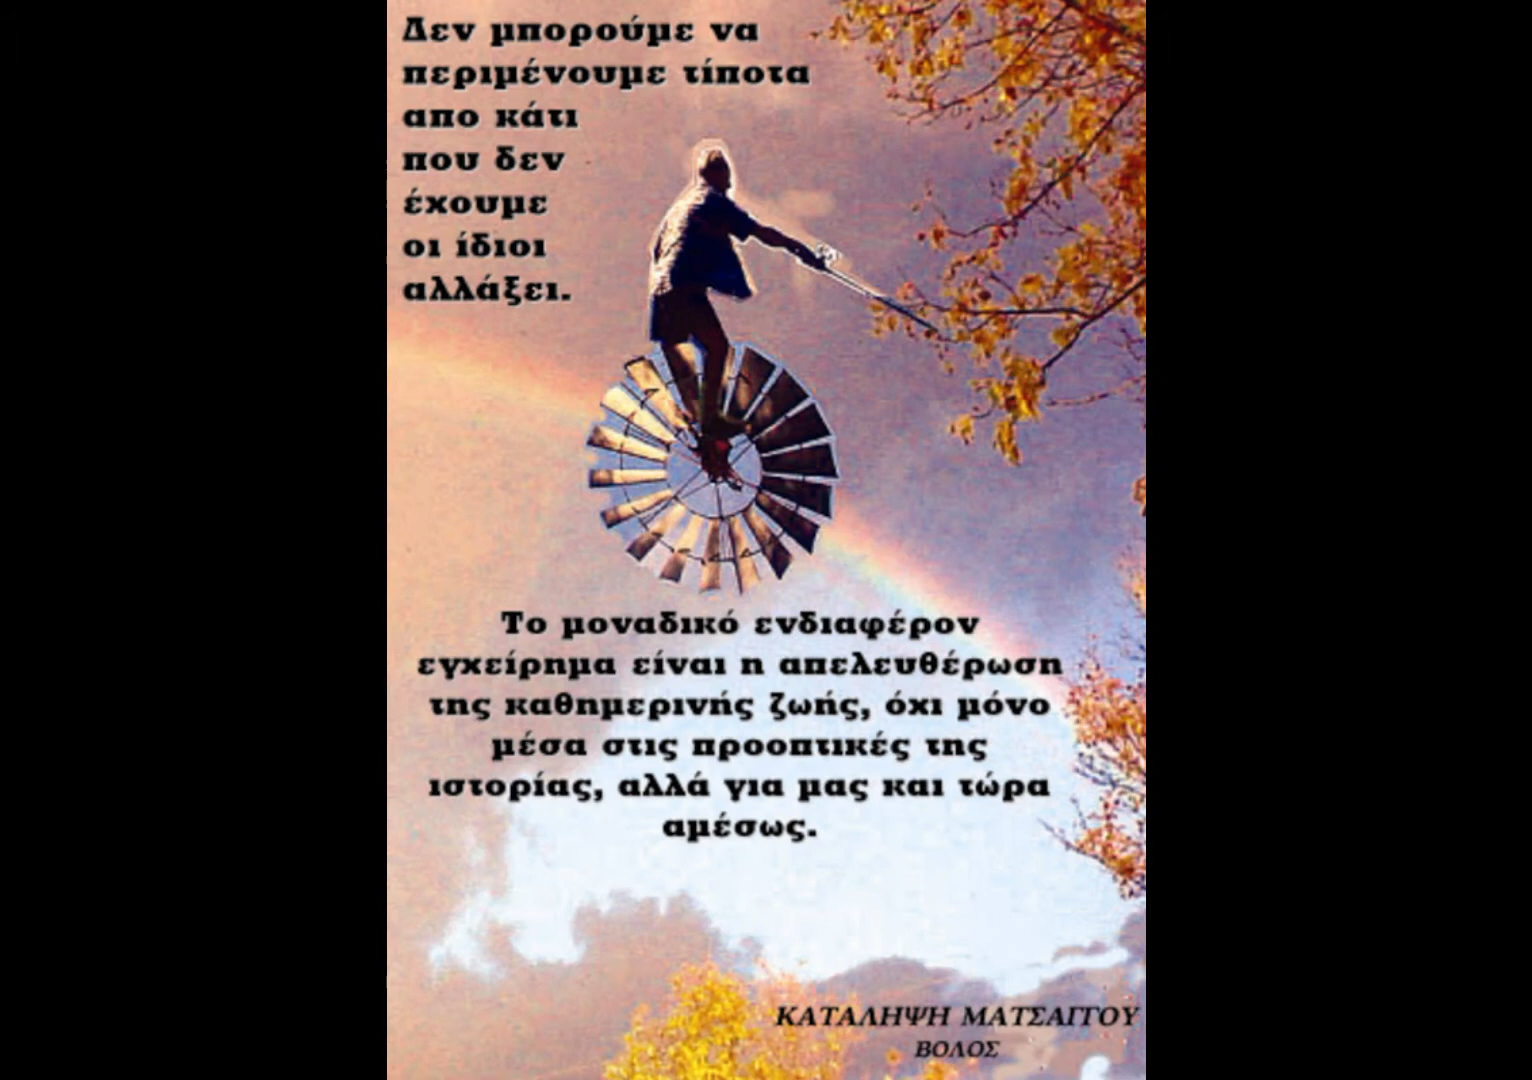 Δεν μπορούμε να
περιμένουμε τίποτα
απο κάτι
που δεν
έχουμε
οι ίδιοι
αλλάξει.
Το μοναδικό ενδιαφέρον
εγχείρημα είναι η απελευθέρωση
της καθημερινής ζωής, όχι μόνο
μέσα στις προοπτικές της
ιστορίας, αλλά για μας και τώρα
αμέσως.
ΚΑΤΑΛΗΨΗ ΜΑΤΣΑΓΓΟΥ
ΒΟΛΟΣ